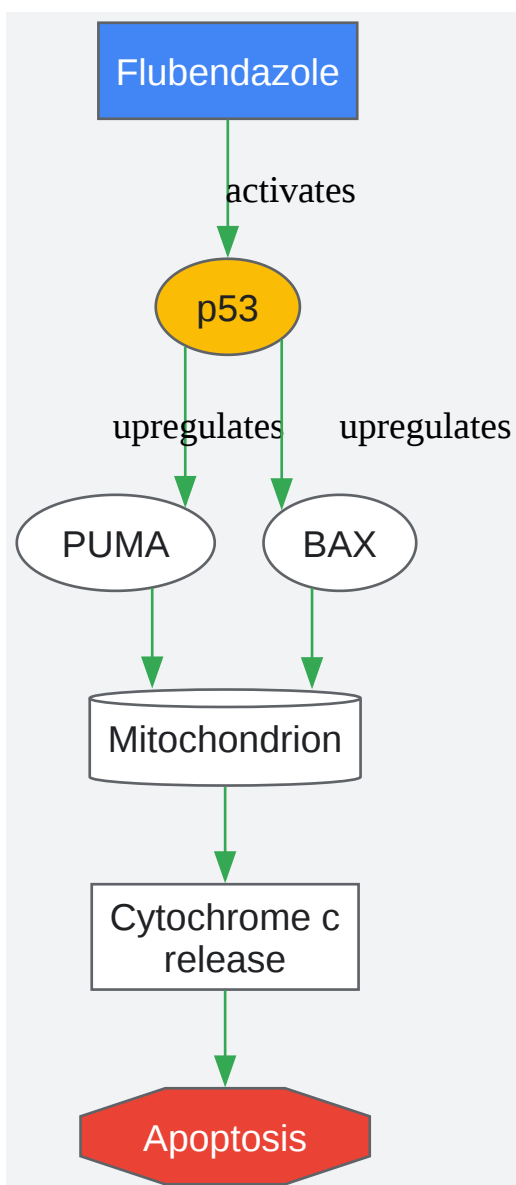 Flubendazole
activates
p53
upregulates
upregulates
PUMA
BAX
Mitochondrion
Cytochrome c
release
Apoptosis